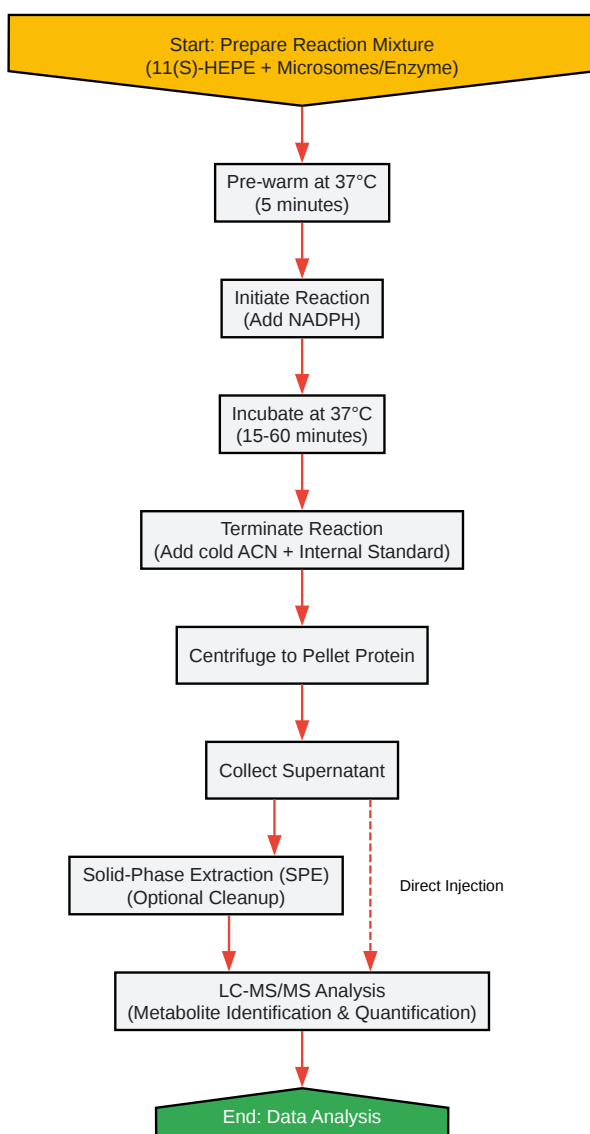 Start: Prepare Reaction Mixture
(11(S)-HEPE + Microsomes/Enzyme)
Pre-warm at 37°C
(5 minutes)
Initiate Reaction
(Add NADPH)
Incubate at 37°C
(15-60 minutes)
Terminate Reaction
(Add cold ACN + Internal Standard)
Centrifuge to Pellet Protein
Collect Supernatant
Solid-Phase Extraction (SPE)
(Optional Cleanup)
Direct Injection
LC-MS/MS Analysis
(Metabolite Identification & Quantification)
End: Data Analysis